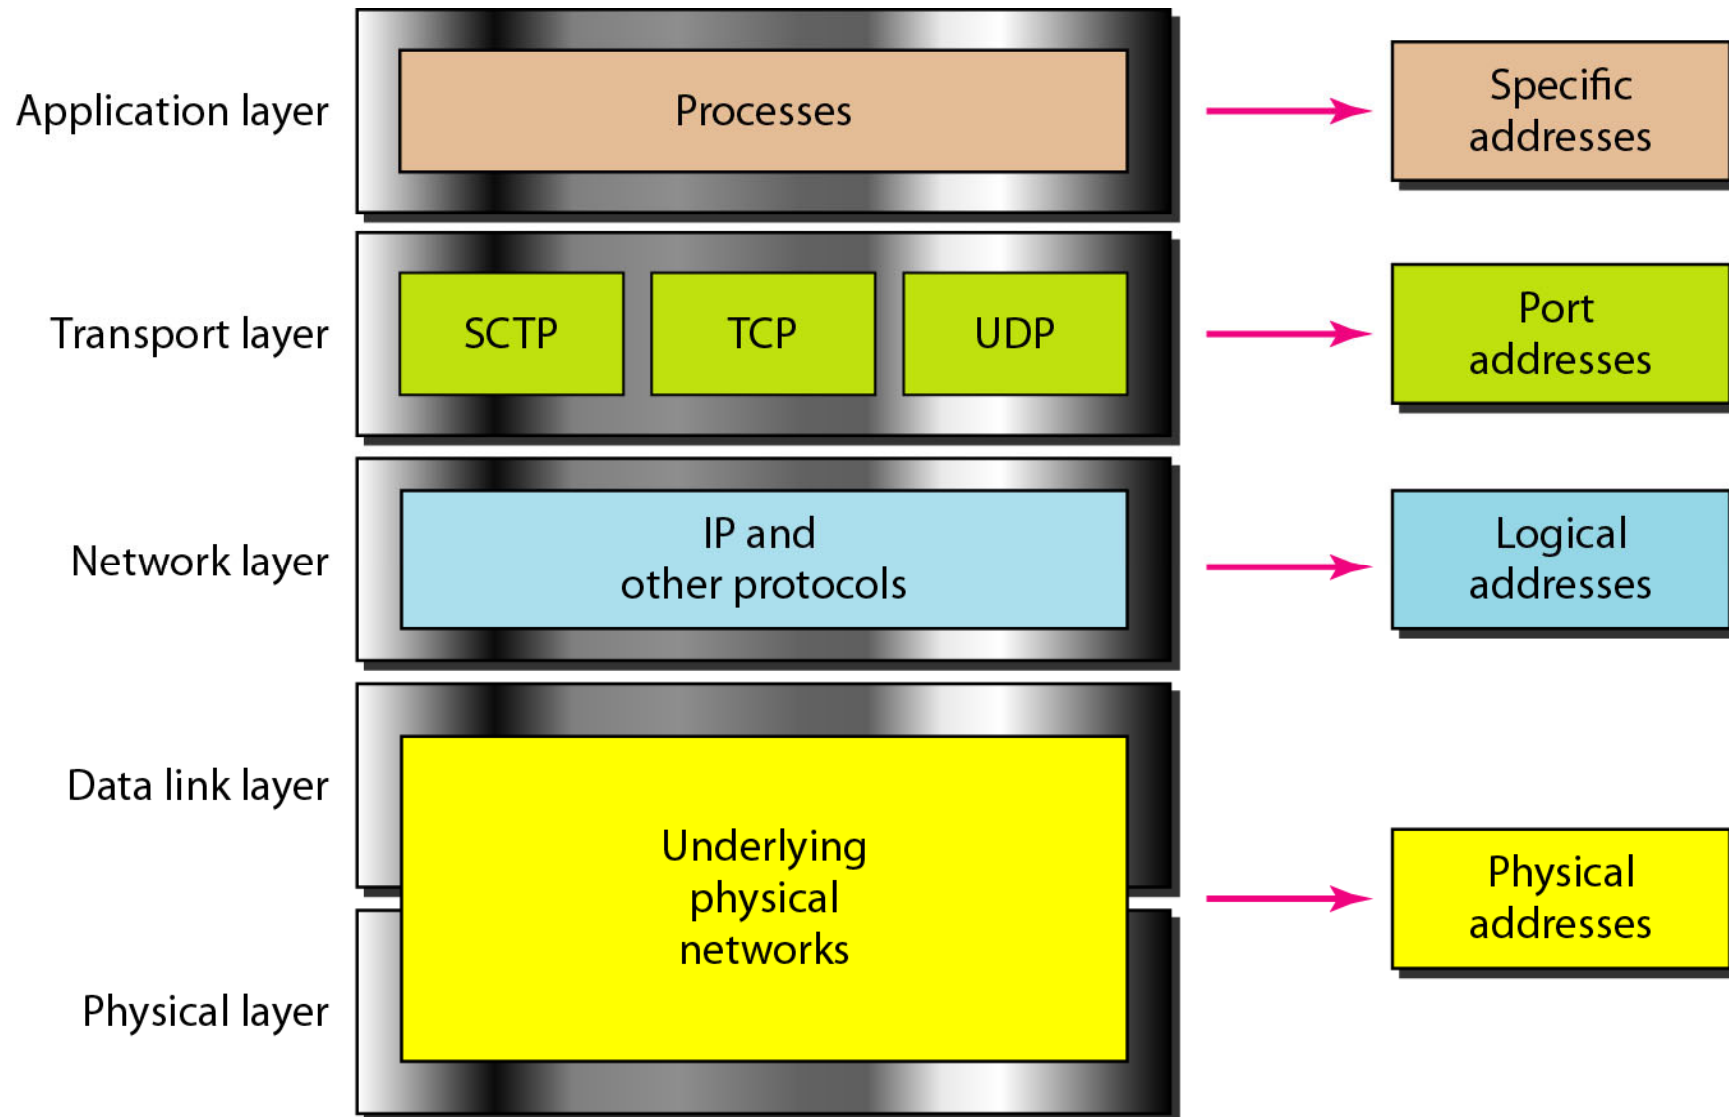 Application layer
Processes
Specific
addresses
Transport layer
SCTP
TCP
UDP
Port
addresses
Network layer
IP and
other protocols
Logical
addresses
Data link layer
Underlying
physical
networks
Physical
addresses
Physical layer